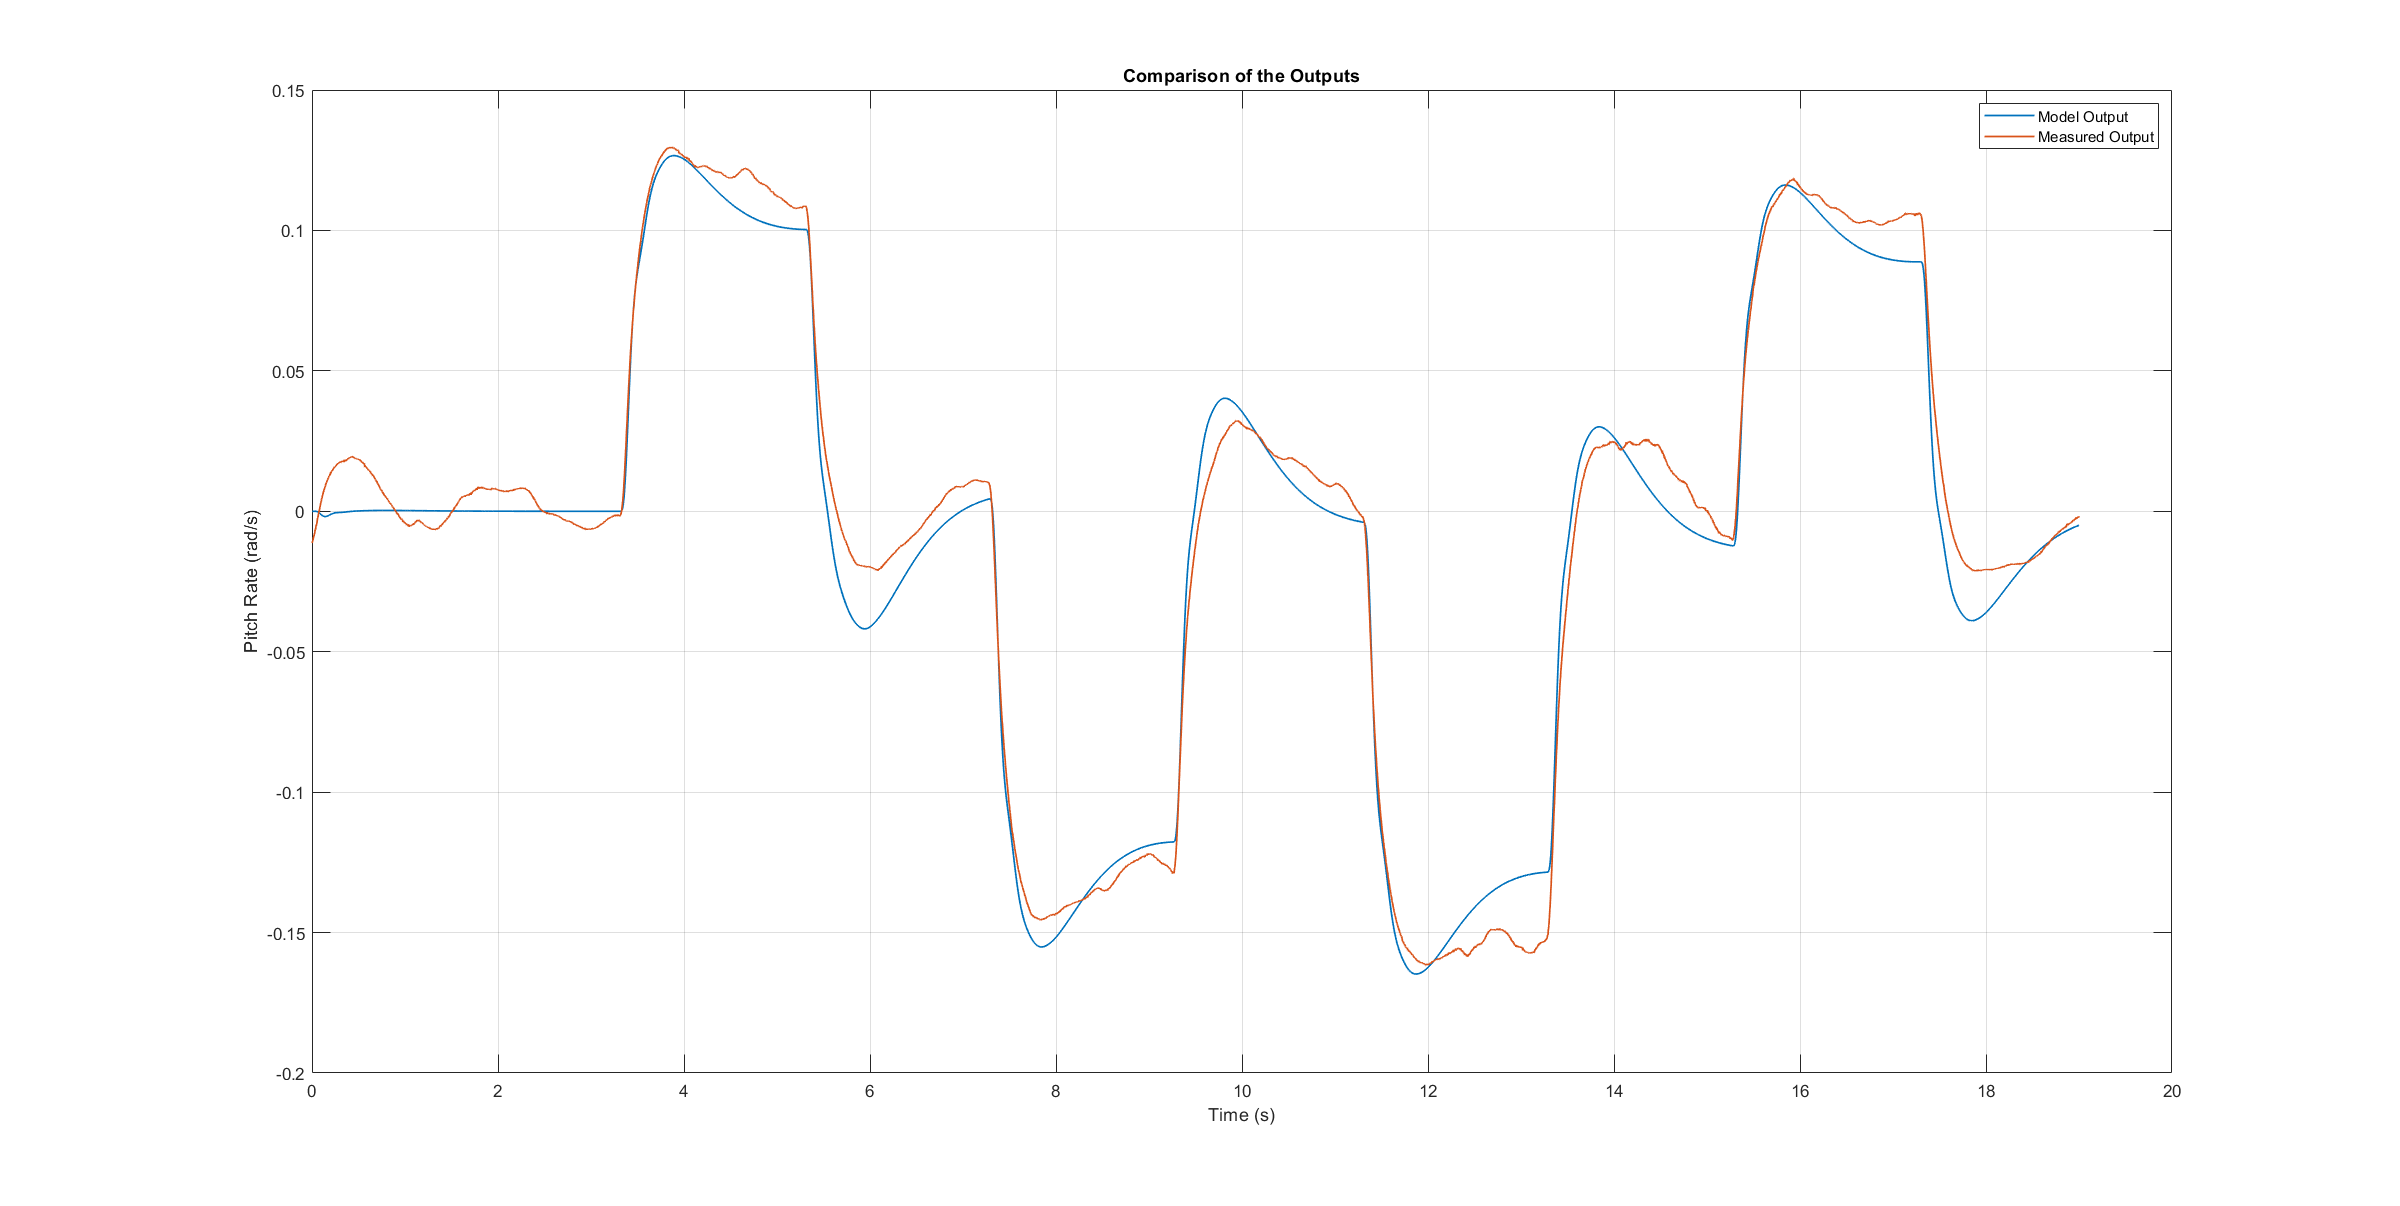 Comparison of the Outputs
Model Output
Measured Output
0.15
0.1
0.05
0
-0.05
-0.1
-0.15
-0.2
Pitch Rate (rad/s)
0 2 4 6 8 10 12 14 16 18 20
Time (s)